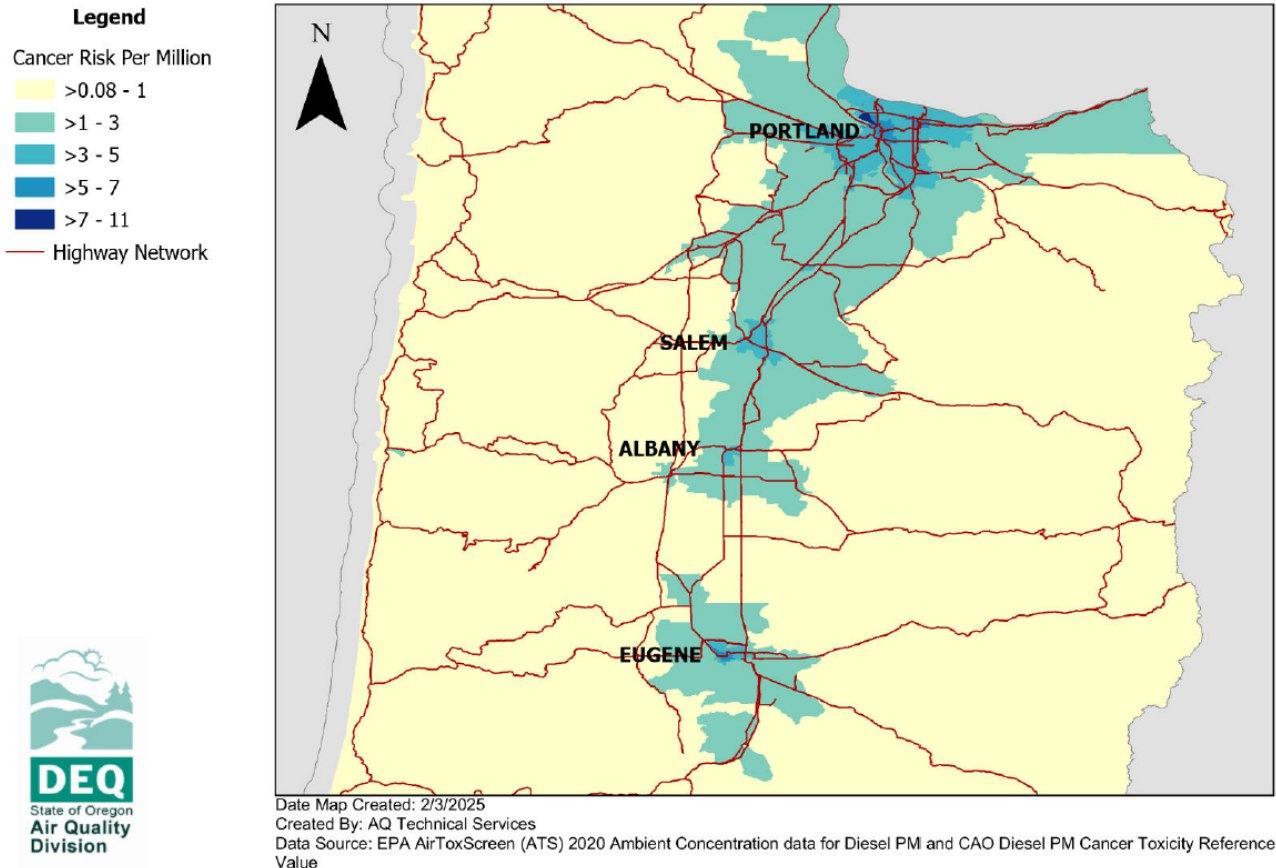 Legend
Cancer Risk Per Million
>0.08 - 1
>1 - 3
>3 - 5
>5 - 7
>7 - 11
Highway Network
N
PORTLAND
SALEM
ALBANY
EUGENE
DEQ
State of Oregon
Air Quality
Division
Date Map Created: 2/3/2025
Created By: AQ Technical Services
Data Source: EPA AirToxScreen (ATS) 2020 Ambient Concentration data for Diesel PM and CAO Diesel PM Cancer Toxicity Reference
Value